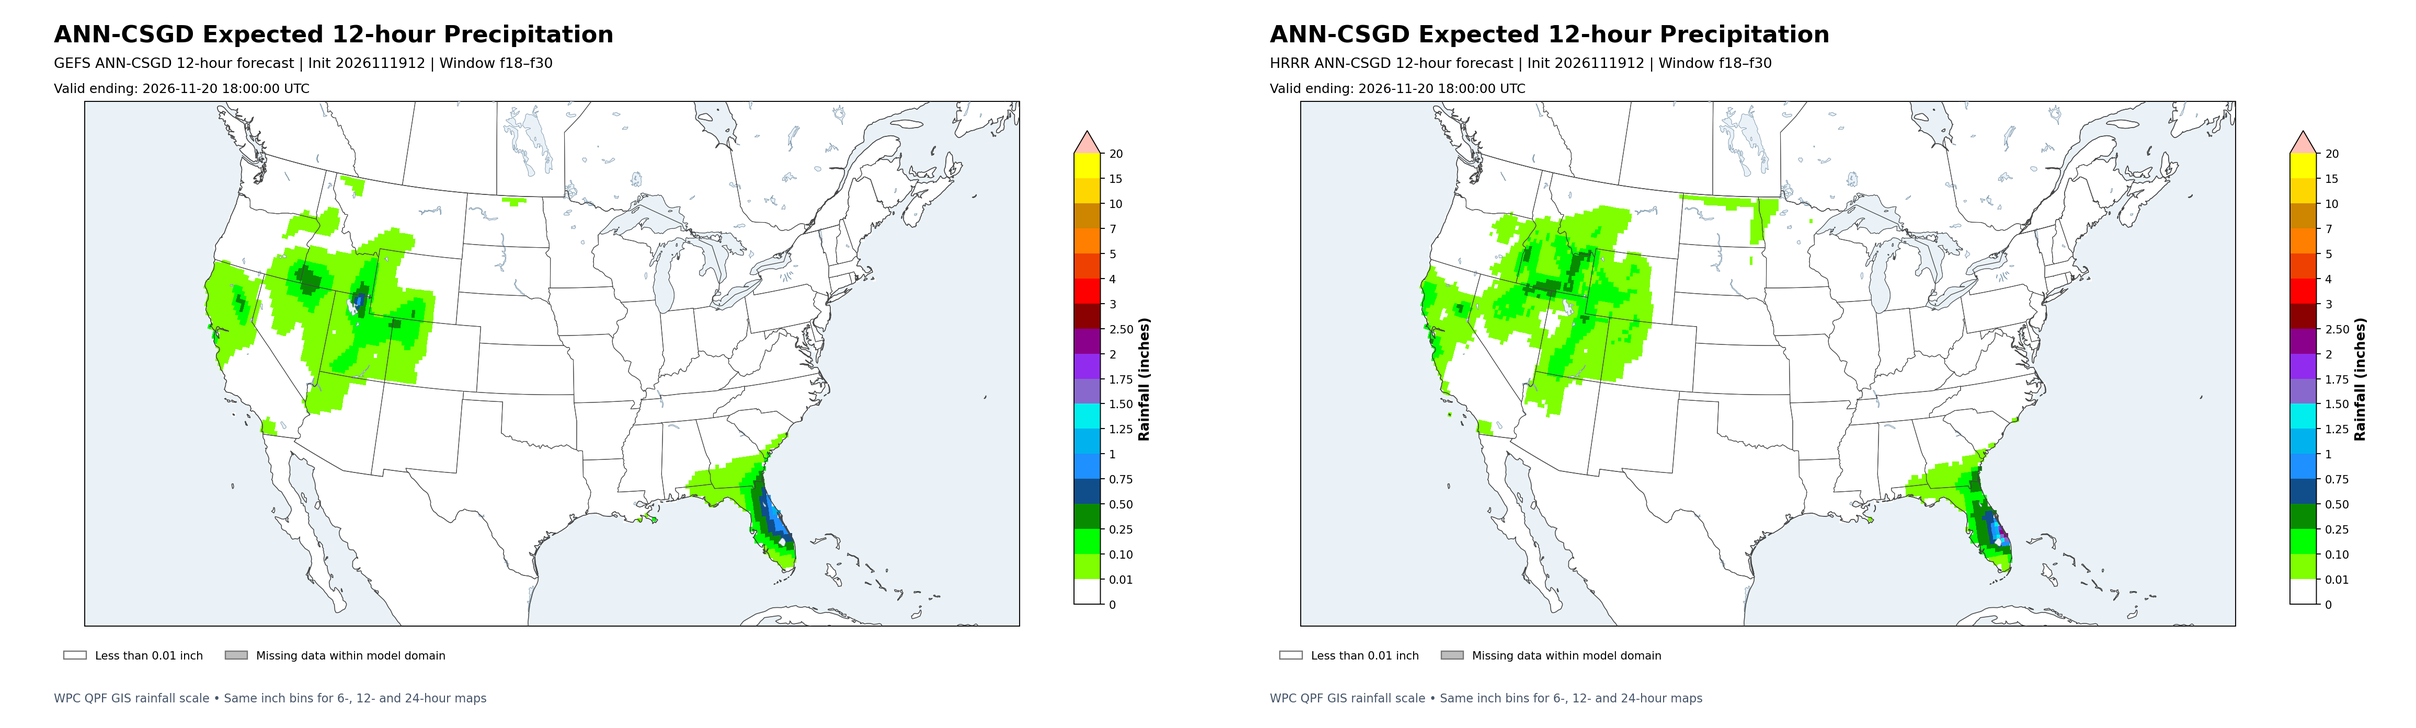 ANN-CSGD Expected 12-hour Precipitation
GEFS ANN-CSGD 12-hour forecast | Init 2026111912 | Window f18–f30
Valid ending: 2026-11-20 18:00:00 UTC
20
15
10
7
5
4
3
2.50
2
1.75
1.50
1.25
1
0.75
0.50
0.25
0.10
0.01
0
Rainfall (inches)
Less than 0.01 inch
Missing data within model domain
WPC QPF GIS rainfall scale • Same inch bins for 6-, 12- and 24-hour maps
ANN-CSGD Expected 12-hour Precipitation
HRRR ANN-CSGD 12-hour forecast | Init 2026111912 | Window f18–f30
Valid ending: 2026-11-20 18:00:00 UTC
20
15
10
7
5
4
3
2.50
2
1.75
1.50
1.25
1
0.75
0.50
0.25
0.10
0.01
0
Rainfall (inches)
Less than 0.01 inch
Missing data within model domain
WPC QPF GIS rainfall scale • Same inch bins for 6-, 12- and 24-hour maps